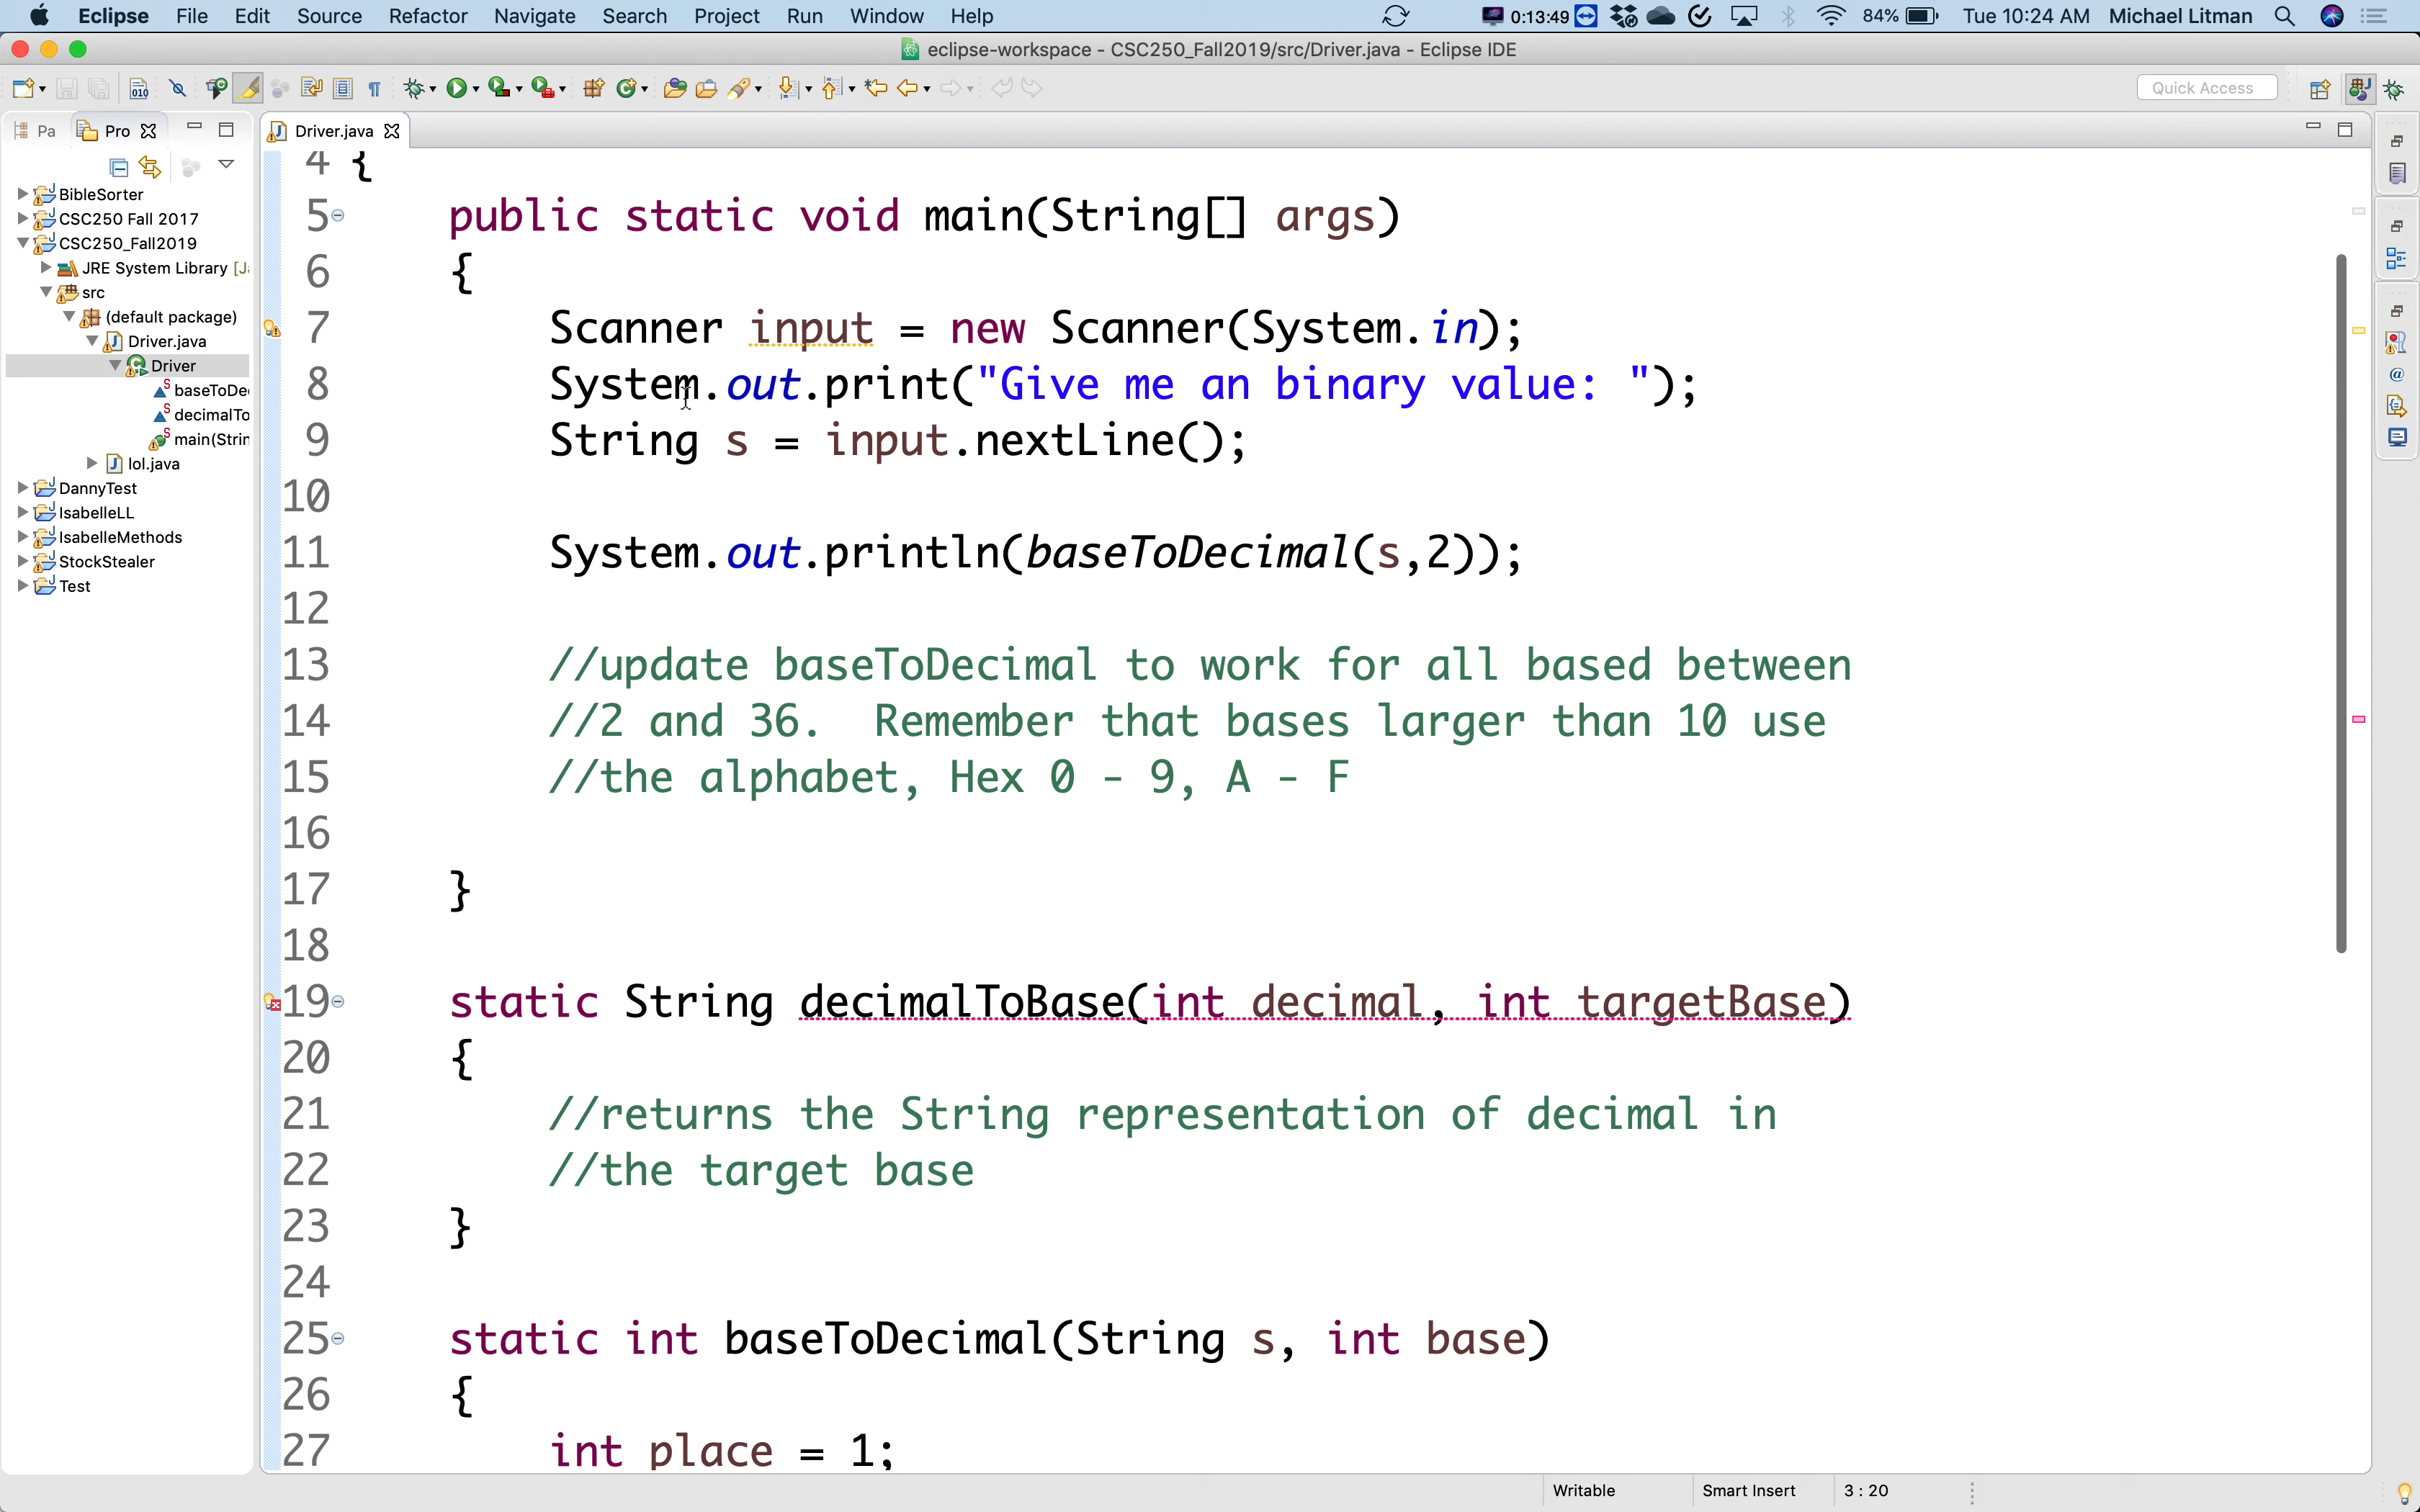 Eclipse File Edit Source Refactor Navigate Search Project Run Window Help 0:13:49 84% Tue 10:24 AM Michael Litman
eclipse-workspace - CSC250_Fall2019/src/Driver.java - Eclipse IDE
Quick Access
Pa Pro
Driver.java
BibleSorter
CSC250 Fall 2017
CSC250_Fall2019
JRE System Library [J
src
(default package)
Driver.java
Driver
baseToDe
decimalTo
main(Strin
lol.java
DannyTest
IsabelleLL
IsabelleMethods
StockStealer
Test
4 {
5 public static void main(String[] args)
6 {
7 Scanner input = new Scanner(System.in);
8 System.out.print("Give me an binary value: ");
9 String s = input.nextLine();
10
11 System.out.println(baseToDecimal(s,2));
12
13 //update baseToDecimal to work for all based between
14 //2 and 36.  Remember that bases larger than 10 use
15 //the alphabet, Hex 0 - 9, A - F
16
17 }
18
19 static String decimalToBase(int decimal, int targetBase)
20 {
21 //returns the String representation of decimal in
22 //the target base
23 }
24
25 static int baseToDecimal(String s, int base)
26 {
27 int place = 1;
Writable Smart Insert 3 : 20